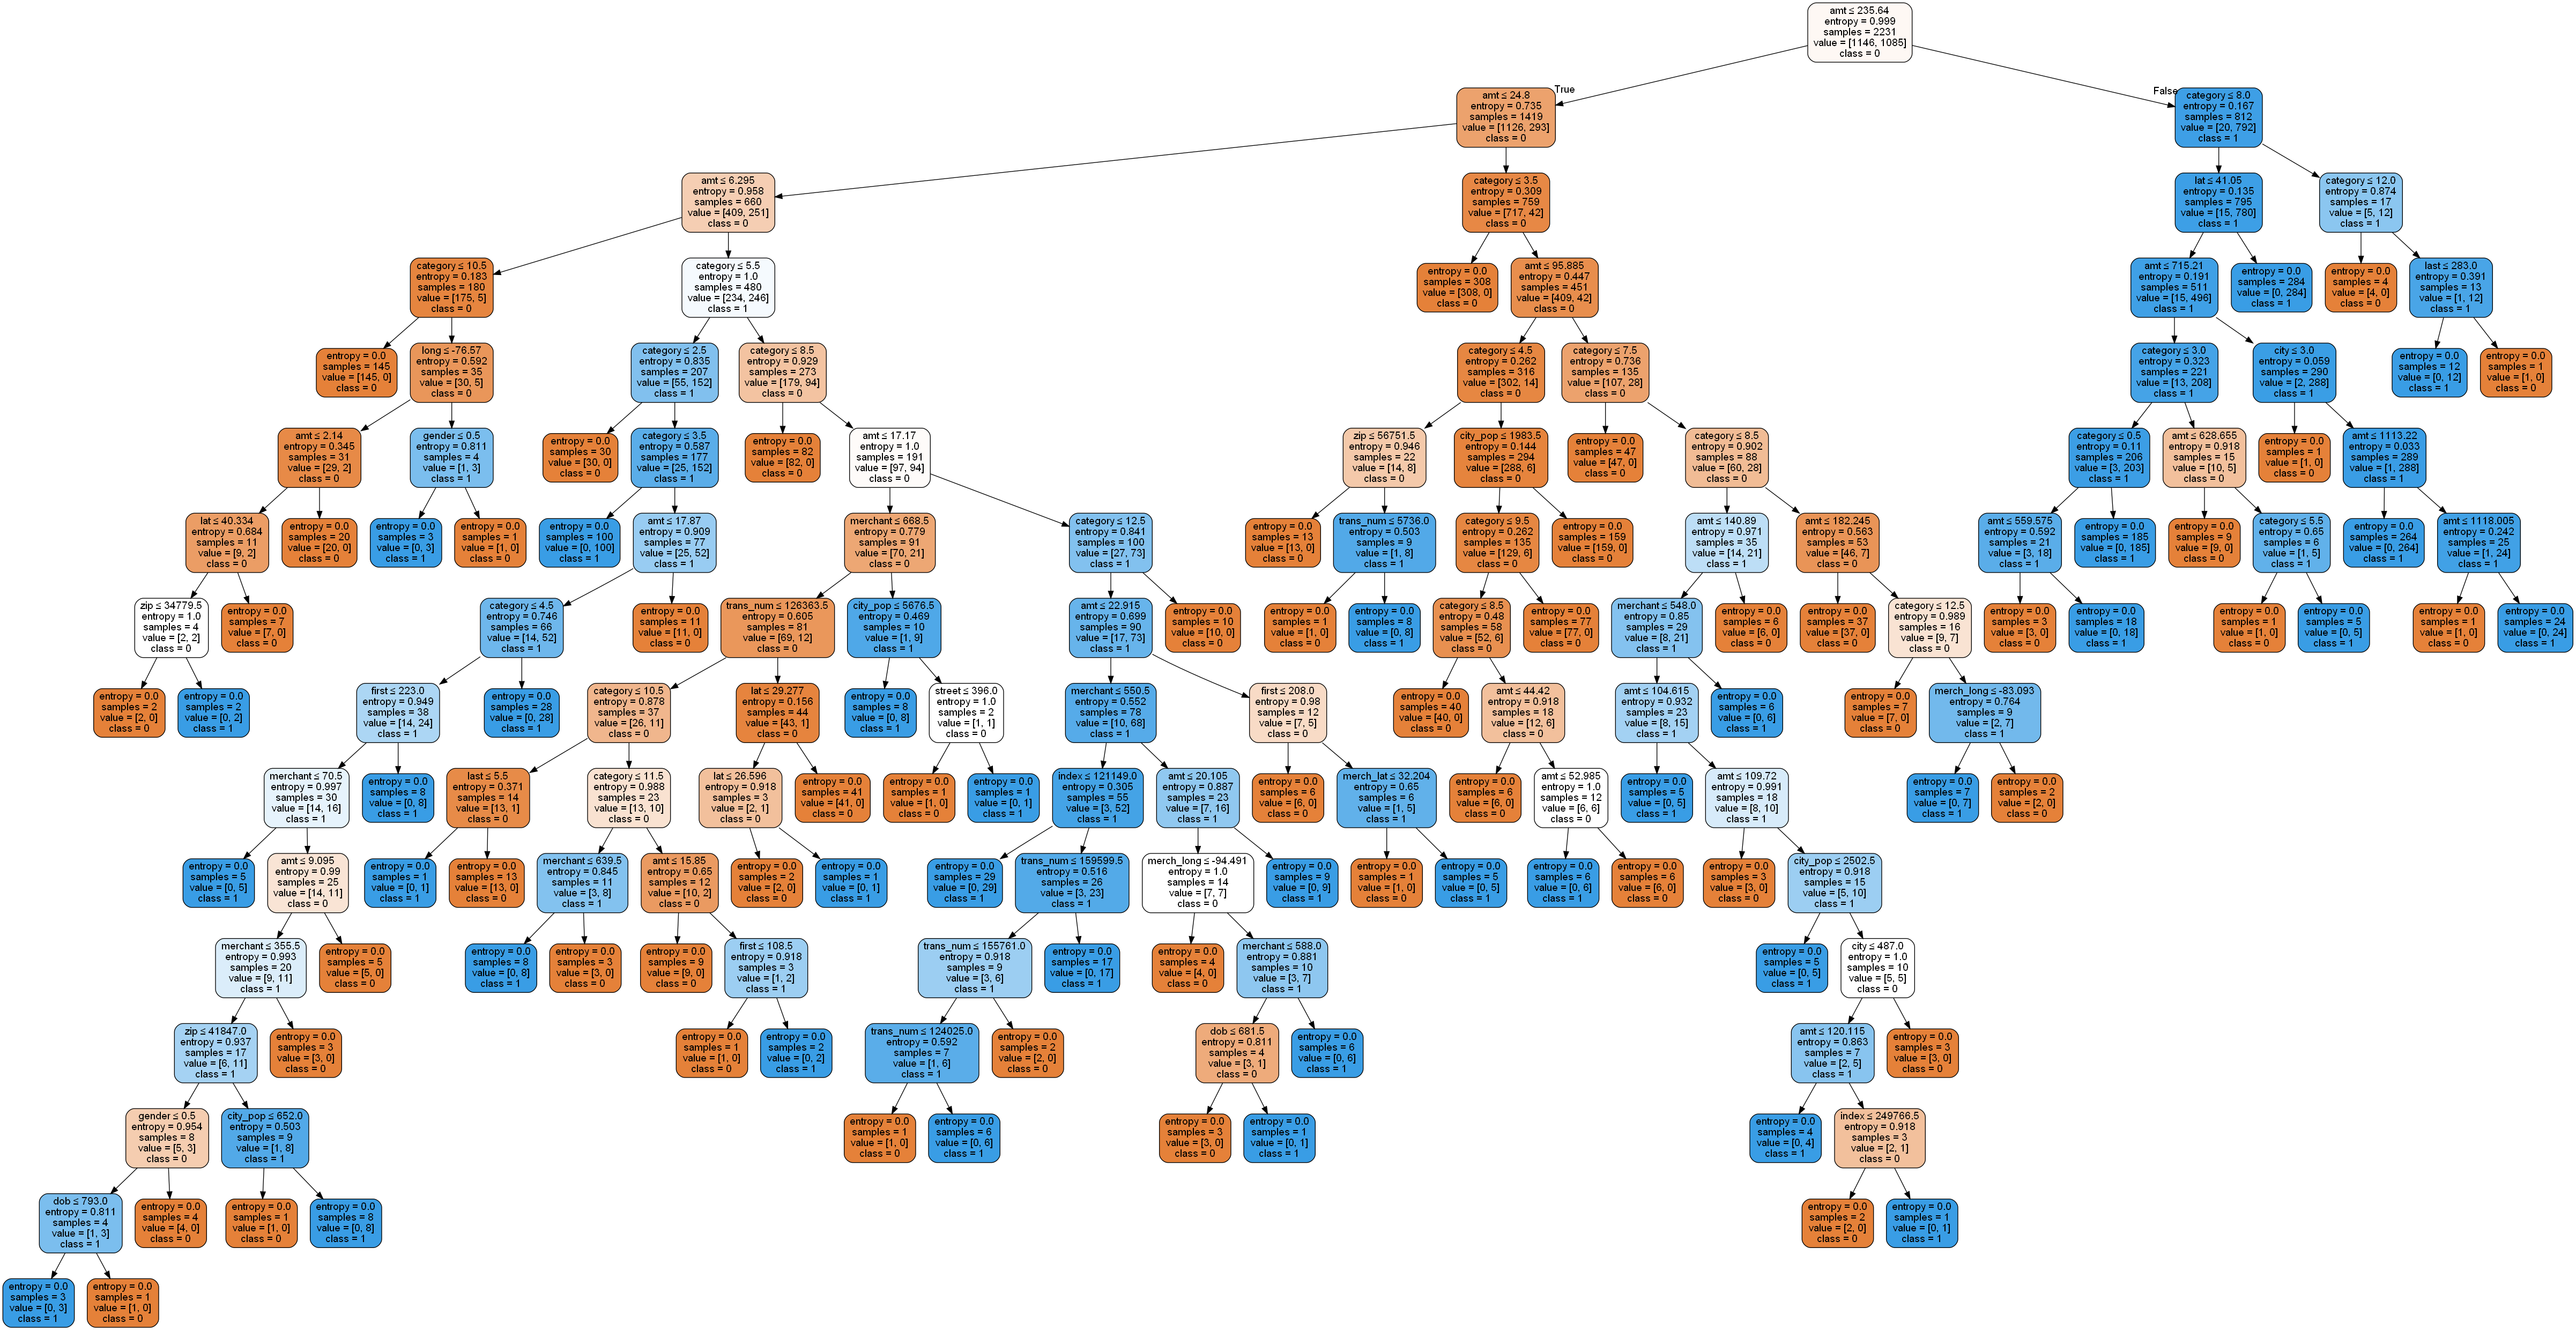 amt ≤ 235.64
entropy = 0.999
samples = 2231
value = [1146, 1085]
class = 0
True
False
amt ≤ 24.8
entropy = 0.735
samples = 1419
value = [1126, 293]
class = 0
category ≤ 8.0
entropy = 0.167
samples = 812
value = [20, 792]
class = 1
amt ≤ 6.295
entropy = 0.958
samples = 660
value = [409, 251]
class = 0
category ≤ 3.5
entropy = 0.309
samples = 759
value = [717, 42]
class = 0
lat ≤ 41.05
entropy = 0.135
samples = 795
value = [15, 780]
class = 1
category ≤ 12.0
entropy = 0.874
samples = 17
value = [5, 12]
class = 1
category ≤ 10.5
entropy = 0.183
samples = 180
value = [175, 5]
class = 0
category ≤ 5.5
entropy = 1.0
samples = 480
value = [234, 246]
class = 1
entropy = 0.0
samples = 308
value = [308, 0]
class = 0
amt ≤ 95.885
entropy = 0.447
samples = 451
value = [409, 42]
class = 0
amt ≤ 715.21
entropy = 0.191
samples = 511
value = [15, 496]
class = 1
entropy = 0.0
samples = 284
value = [0, 284]
class = 1
entropy = 0.0
samples = 4
value = [4, 0]
class = 0
last ≤ 283.0
entropy = 0.391
samples = 13
value = [1, 12]
class = 1
entropy = 0.0
samples = 145
value = [145, 0]
class = 0
long ≤ -76.57
entropy = 0.592
samples = 35
value = [30, 5]
class = 0
category ≤ 2.5
entropy = 0.835
samples = 207
value = [55, 152]
class = 1
category ≤ 8.5
entropy = 0.929
samples = 273
value = [179, 94]
class = 0
category ≤ 4.5
entropy = 0.262
samples = 316
value = [302, 14]
class = 0
category ≤ 7.5
entropy = 0.736
samples = 135
value = [107, 28]
class = 0
category ≤ 3.0
entropy = 0.323
samples = 221
value = [13, 208]
class = 1
city ≤ 3.0
entropy = 0.059
samples = 290
value = [2, 288]
class = 1
entropy = 0.0
samples = 12
value = [0, 12]
class = 1
entropy = 0.0
samples = 1
value = [1, 0]
class = 0
amt ≤ 2.14
entropy = 0.345
samples = 31
value = [29, 2]
class = 0
gender ≤ 0.5
entropy = 0.811
samples = 4
value = [1, 3]
class = 1
entropy = 0.0
samples = 30
value = [30, 0]
class = 0
category ≤ 3.5
entropy = 0.587
samples = 177
value = [25, 152]
class = 1
entropy = 0.0
samples = 82
value = [82, 0]
class = 0
amt ≤ 17.17
entropy = 1.0
samples = 191
value = [97, 94]
class = 0
zip ≤ 56751.5
entropy = 0.946
samples = 22
value = [14, 8]
class = 0
city_pop ≤ 1983.5
entropy = 0.144
samples = 294
value = [288, 6]
class = 0
entropy = 0.0
samples = 47
value = [47, 0]
class = 0
category ≤ 8.5
entropy = 0.902
samples = 88
value = [60, 28]
class = 0
category ≤ 0.5
entropy = 0.11
samples = 206
value = [3, 203]
class = 1
amt ≤ 628.655
entropy = 0.918
samples = 15
value = [10, 5]
class = 0
entropy = 0.0
samples = 1
value = [1, 0]
class = 0
amt ≤ 1113.22
entropy = 0.033
samples = 289
value = [1, 288]
class = 1
lat ≤ 40.334
entropy = 0.684
samples = 11
value = [9, 2]
class = 0
entropy = 0.0
samples = 20
value = [20, 0]
class = 0
entropy = 0.0
samples = 3
value = [0, 3]
class = 1
entropy = 0.0
samples = 1
value = [1, 0]
class = 0
entropy = 0.0
samples = 100
value = [0, 100]
class = 1
amt ≤ 17.87
entropy = 0.909
samples = 77
value = [25, 52]
class = 1
merchant ≤ 668.5
entropy = 0.779
samples = 91
value = [70, 21]
class = 0
category ≤ 12.5
entropy = 0.841
samples = 100
value = [27, 73]
class = 1
entropy = 0.0
samples = 13
value = [13, 0]
class = 0
trans_num ≤ 5736.0
entropy = 0.503
samples = 9
value = [1, 8]
class = 1
category ≤ 9.5
entropy = 0.262
samples = 135
value = [129, 6]
class = 0
entropy = 0.0
samples = 159
value = [159, 0]
class = 0
amt ≤ 140.89
entropy = 0.971
samples = 35
value = [14, 21]
class = 1
amt ≤ 182.245
entropy = 0.563
samples = 53
value = [46, 7]
class = 0
amt ≤ 559.575
entropy = 0.592
samples = 21
value = [3, 18]
class = 1
entropy = 0.0
samples = 185
value = [0, 185]
class = 1
entropy = 0.0
samples = 9
value = [9, 0]
class = 0
category ≤ 5.5
entropy = 0.65
samples = 6
value = [1, 5]
class = 1
entropy = 0.0
samples = 264
value = [0, 264]
class = 1
amt ≤ 1118.005
entropy = 0.242
samples = 25
value = [1, 24]
class = 1
zip ≤ 34779.5
entropy = 1.0
samples = 4
value = [2, 2]
class = 0
entropy = 0.0
samples = 7
value = [7, 0]
class = 0
category ≤ 4.5
entropy = 0.746
samples = 66
value = [14, 52]
class = 1
entropy = 0.0
samples = 11
value = [11, 0]
class = 0
trans_num ≤ 126363.5
entropy = 0.605
samples = 81
value = [69, 12]
class = 0
city_pop ≤ 5676.5
entropy = 0.469
samples = 10
value = [1, 9]
class = 1
amt ≤ 22.915
entropy = 0.699
samples = 90
value = [17, 73]
class = 1
entropy = 0.0
samples = 10
value = [10, 0]
class = 0
entropy = 0.0
samples = 1
value = [1, 0]
class = 0
entropy = 0.0
samples = 8
value = [0, 8]
class = 1
category ≤ 8.5
entropy = 0.48
samples = 58
value = [52, 6]
class = 0
entropy = 0.0
samples = 77
value = [77, 0]
class = 0
merchant ≤ 548.0
entropy = 0.85
samples = 29
value = [8, 21]
class = 1
entropy = 0.0
samples = 6
value = [6, 0]
class = 0
entropy = 0.0
samples = 37
value = [37, 0]
class = 0
category ≤ 12.5
entropy = 0.989
samples = 16
value = [9, 7]
class = 0
entropy = 0.0
samples = 3
value = [3, 0]
class = 0
entropy = 0.0
samples = 18
value = [0, 18]
class = 1
entropy = 0.0
samples = 1
value = [1, 0]
class = 0
entropy = 0.0
samples = 5
value = [0, 5]
class = 1
entropy = 0.0
samples = 1
value = [1, 0]
class = 0
entropy = 0.0
samples = 24
value = [0, 24]
class = 1
entropy = 0.0
samples = 2
value = [2, 0]
class = 0
entropy = 0.0
samples = 2
value = [0, 2]
class = 1
first ≤ 223.0
entropy = 0.949
samples = 38
value = [14, 24]
class = 1
entropy = 0.0
samples = 28
value = [0, 28]
class = 1
category ≤ 10.5
entropy = 0.878
samples = 37
value = [26, 11]
class = 0
lat ≤ 29.277
entropy = 0.156
samples = 44
value = [43, 1]
class = 0
entropy = 0.0
samples = 8
value = [0, 8]
class = 1
street ≤ 396.0
entropy = 1.0
samples = 2
value = [1, 1]
class = 0
merchant ≤ 550.5
entropy = 0.552
samples = 78
value = [10, 68]
class = 1
first ≤ 208.0
entropy = 0.98
samples = 12
value = [7, 5]
class = 0
entropy = 0.0
samples = 40
value = [40, 0]
class = 0
amt ≤ 44.42
entropy = 0.918
samples = 18
value = [12, 6]
class = 0
amt ≤ 104.615
entropy = 0.932
samples = 23
value = [8, 15]
class = 1
entropy = 0.0
samples = 6
value = [0, 6]
class = 1
entropy = 0.0
samples = 7
value = [7, 0]
class = 0
merch_long ≤ -83.093
entropy = 0.764
samples = 9
value = [2, 7]
class = 1
merchant ≤ 70.5
entropy = 0.997
samples = 30
value = [14, 16]
class = 1
entropy = 0.0
samples = 8
value = [0, 8]
class = 1
last ≤ 5.5
entropy = 0.371
samples = 14
value = [13, 1]
class = 0
category ≤ 11.5
entropy = 0.988
samples = 23
value = [13, 10]
class = 0
lat ≤ 26.596
entropy = 0.918
samples = 3
value = [2, 1]
class = 0
entropy = 0.0
samples = 41
value = [41, 0]
class = 0
entropy = 0.0
samples = 1
value = [1, 0]
class = 0
entropy = 0.0
samples = 1
value = [0, 1]
class = 1
index ≤ 121149.0
entropy = 0.305
samples = 55
value = [3, 52]
class = 1
amt ≤ 20.105
entropy = 0.887
samples = 23
value = [7, 16]
class = 1
entropy = 0.0
samples = 6
value = [6, 0]
class = 0
merch_lat ≤ 32.204
entropy = 0.65
samples = 6
value = [1, 5]
class = 1
entropy = 0.0
samples = 6
value = [6, 0]
class = 0
amt ≤ 52.985
entropy = 1.0
samples = 12
value = [6, 6]
class = 0
entropy = 0.0
samples = 5
value = [0, 5]
class = 1
amt ≤ 109.72
entropy = 0.991
samples = 18
value = [8, 10]
class = 1
entropy = 0.0
samples = 7
value = [0, 7]
class = 1
entropy = 0.0
samples = 2
value = [2, 0]
class = 0
entropy = 0.0
samples = 5
value = [0, 5]
class = 1
amt ≤ 9.095
entropy = 0.99
samples = 25
value = [14, 11]
class = 0
entropy = 0.0
samples = 1
value = [0, 1]
class = 1
entropy = 0.0
samples = 13
value = [13, 0]
class = 0
merchant ≤ 639.5
entropy = 0.845
samples = 11
value = [3, 8]
class = 1
amt ≤ 15.85
entropy = 0.65
samples = 12
value = [10, 2]
class = 0
entropy = 0.0
samples = 2
value = [2, 0]
class = 0
entropy = 0.0
samples = 1
value = [0, 1]
class = 1
entropy = 0.0
samples = 29
value = [0, 29]
class = 1
trans_num ≤ 159599.5
entropy = 0.516
samples = 26
value = [3, 23]
class = 1
merch_long ≤ -94.491
entropy = 1.0
samples = 14
value = [7, 7]
class = 0
entropy = 0.0
samples = 9
value = [0, 9]
class = 1
entropy = 0.0
samples = 1
value = [1, 0]
class = 0
entropy = 0.0
samples = 5
value = [0, 5]
class = 1
entropy = 0.0
samples = 6
value = [0, 6]
class = 1
entropy = 0.0
samples = 6
value = [6, 0]
class = 0
entropy = 0.0
samples = 3
value = [3, 0]
class = 0
city_pop ≤ 2502.5
entropy = 0.918
samples = 15
value = [5, 10]
class = 1
merchant ≤ 355.5
entropy = 0.993
samples = 20
value = [9, 11]
class = 1
entropy = 0.0
samples = 5
value = [5, 0]
class = 0
entropy = 0.0
samples = 8
value = [0, 8]
class = 1
entropy = 0.0
samples = 3
value = [3, 0]
class = 0
entropy = 0.0
samples = 9
value = [9, 0]
class = 0
first ≤ 108.5
entropy = 0.918
samples = 3
value = [1, 2]
class = 1
trans_num ≤ 155761.0
entropy = 0.918
samples = 9
value = [3, 6]
class = 1
entropy = 0.0
samples = 17
value = [0, 17]
class = 1
entropy = 0.0
samples = 4
value = [4, 0]
class = 0
merchant ≤ 588.0
entropy = 0.881
samples = 10
value = [3, 7]
class = 1
entropy = 0.0
samples = 5
value = [0, 5]
class = 1
city ≤ 487.0
entropy = 1.0
samples = 10
value = [5, 5]
class = 0
zip ≤ 41847.0
entropy = 0.937
samples = 17
value = [6, 11]
class = 1
entropy = 0.0
samples = 3
value = [3, 0]
class = 0
entropy = 0.0
samples = 1
value = [1, 0]
class = 0
entropy = 0.0
samples = 2
value = [0, 2]
class = 1
trans_num ≤ 124025.0
entropy = 0.592
samples = 7
value = [1, 6]
class = 1
entropy = 0.0
samples = 2
value = [2, 0]
class = 0
dob ≤ 681.5
entropy = 0.811
samples = 4
value = [3, 1]
class = 0
entropy = 0.0
samples = 6
value = [0, 6]
class = 1
amt ≤ 120.115
entropy = 0.863
samples = 7
value = [2, 5]
class = 1
entropy = 0.0
samples = 3
value = [3, 0]
class = 0
gender ≤ 0.5
entropy = 0.954
samples = 8
value = [5, 3]
class = 0
city_pop ≤ 652.0
entropy = 0.503
samples = 9
value = [1, 8]
class = 1
entropy = 0.0
samples = 1
value = [1, 0]
class = 0
entropy = 0.0
samples = 6
value = [0, 6]
class = 1
entropy = 0.0
samples = 3
value = [3, 0]
class = 0
entropy = 0.0
samples = 1
value = [0, 1]
class = 1
entropy = 0.0
samples = 4
value = [0, 4]
class = 1
index ≤ 249766.5
entropy = 0.918
samples = 3
value = [2, 1]
class = 0
dob ≤ 793.0
entropy = 0.811
samples = 4
value = [1, 3]
class = 1
entropy = 0.0
samples = 4
value = [4, 0]
class = 0
entropy = 0.0
samples = 1
value = [1, 0]
class = 0
entropy = 0.0
samples = 8
value = [0, 8]
class = 1
entropy = 0.0
samples = 2
value = [2, 0]
class = 0
entropy = 0.0
samples = 1
value = [0, 1]
class = 1
entropy = 0.0
samples = 3
value = [0, 3]
class = 1
entropy = 0.0
samples = 1
value = [1, 0]
class = 0